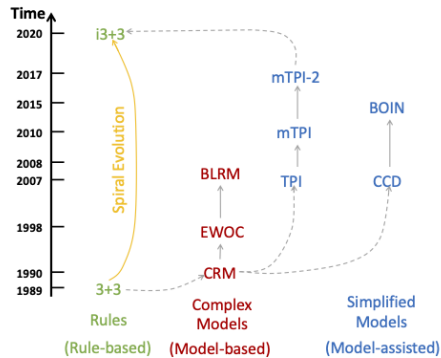 Time
2020
i3+3
2017
mTPI-2
2015
BOIN
2010
mTPI
2008
2007
BLRM
TPI
CCD
Spiral Evolution
1998
EWOC
1990
CRM
1989
3+3
Rules
(Rule-based)
Complex
Models
(Model-based)
Simplified
Models
(Model-assisted)